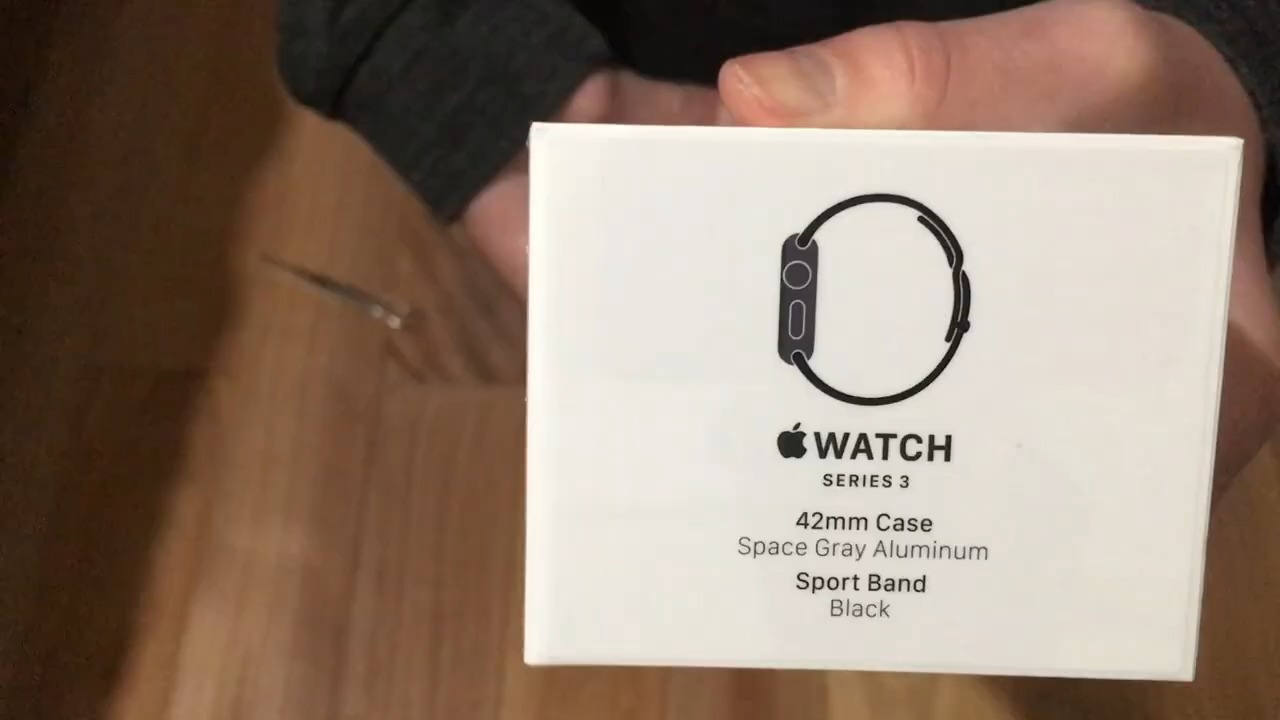 WATCH
SERIES 3
42mm Case
Space Gray Aluminum
Sport Band
Black